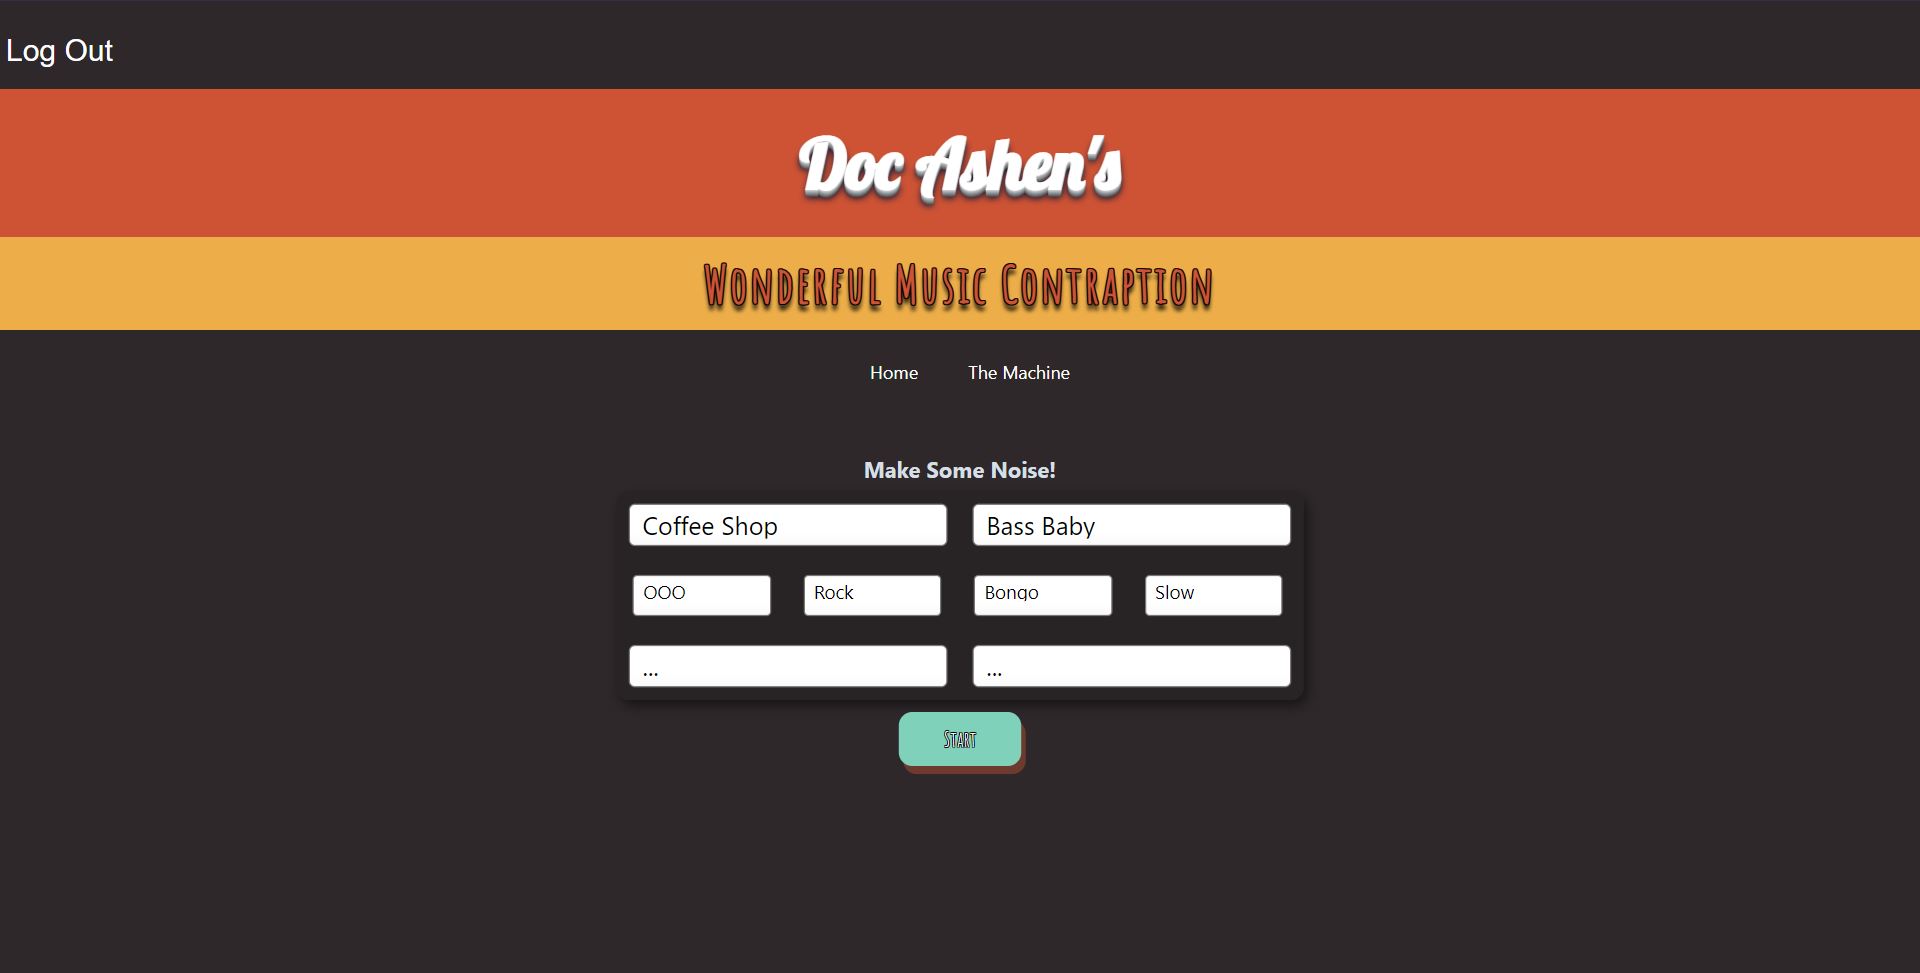 Log Out
Doc Ashen's
Wonderful Music Contraption
Home The Machine
Make Some Noise!
Coffee Shop Bass Baby
OOO Rock Bongo Slow
... ...
Start